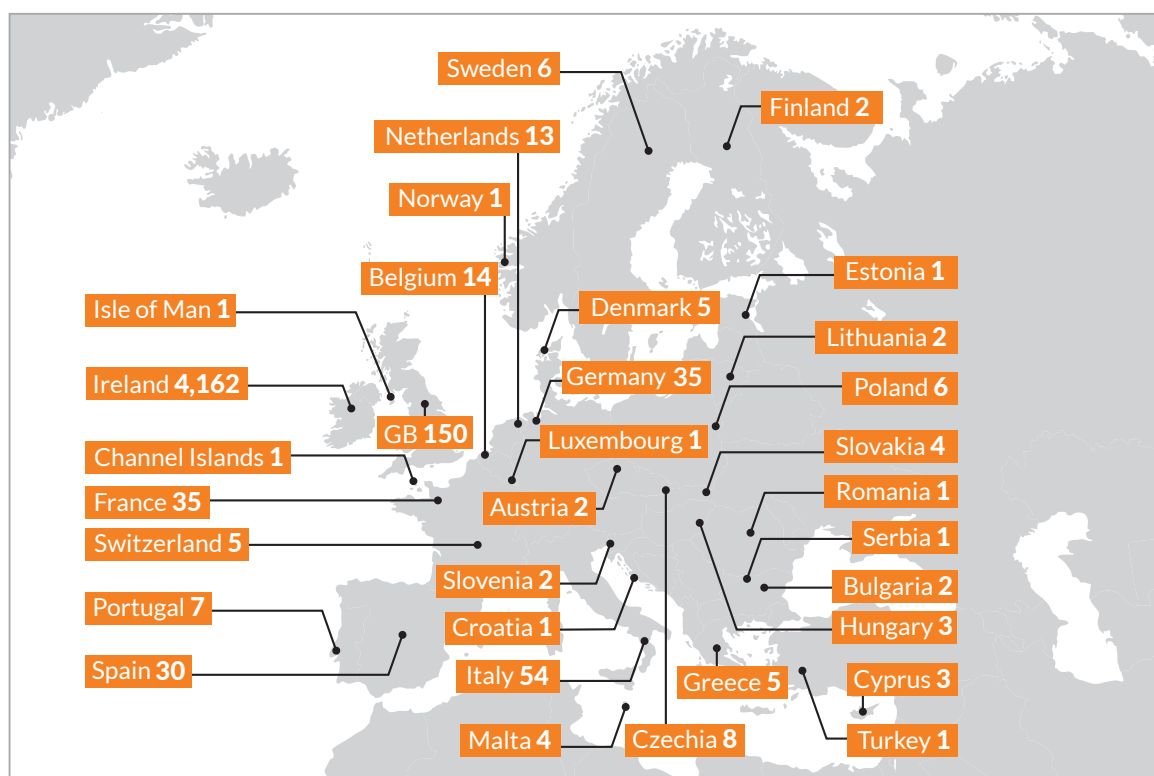 Sweden 6
Finland 2
Netherlands 13
Norway 1
Belgium 14
Estonia 1
Isle of Man 1
Denmark 5
Lithuania 2
Ireland 4,162
Germany 35
Poland 6
GB 150
Luxembourg 1
Slovakia 4
Channel Islands 1
France 35
Austria 2
Romania 1
Switzerland 5
Serbia 1
Slovenia 2
Bulgaria 2
Portugal 7
Croatia 1
Hungary 3
Spain 30
Italy 54
Greece 5
Cyprus 3
Malta 4
Czechia 8
Turkey 1